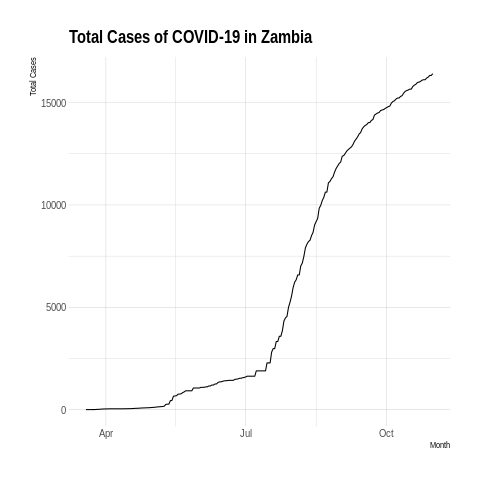 Total Cases of COVID-19 in Zambia
Total Cases
15000
10000
5000
0
Apr Jul Oct
Month